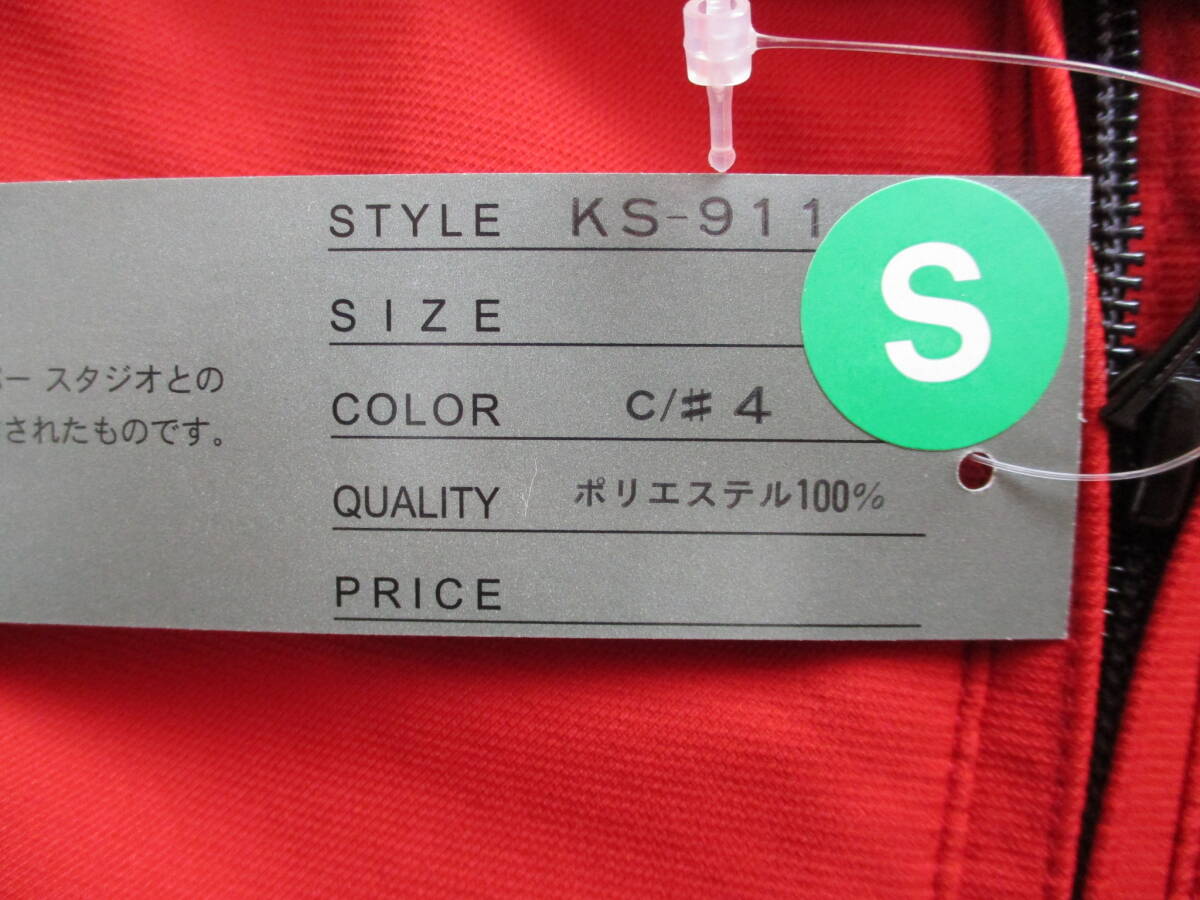 STYLE KS-911
S
SIZE
ー スタジオとの
COLOR C/♯4
されたものです。
QUALITY ポリエステル100%
PRICE